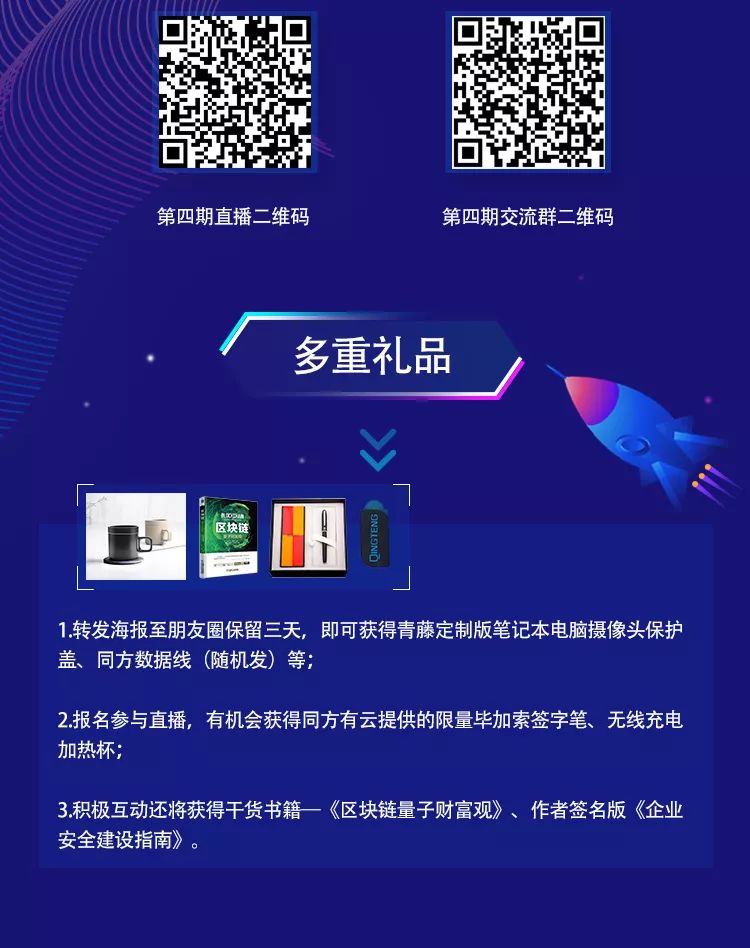 第四期直播二维码
第四期交流群二维码
多重礼品
区块链
QINGTENG
1.转发海报至朋友圈保留三天，即可获得青藤定制版笔记本电脑摄像头保护
盖、同方数据线（随机发）等；
2.报名参与直播，有机会获得同方有云提供的限量毕加索签字笔、无线充电
加热杯；
3.积极互动还将获得干货书籍—《区块链量子财富观》、作者签名版《企业
安全建设指南》。